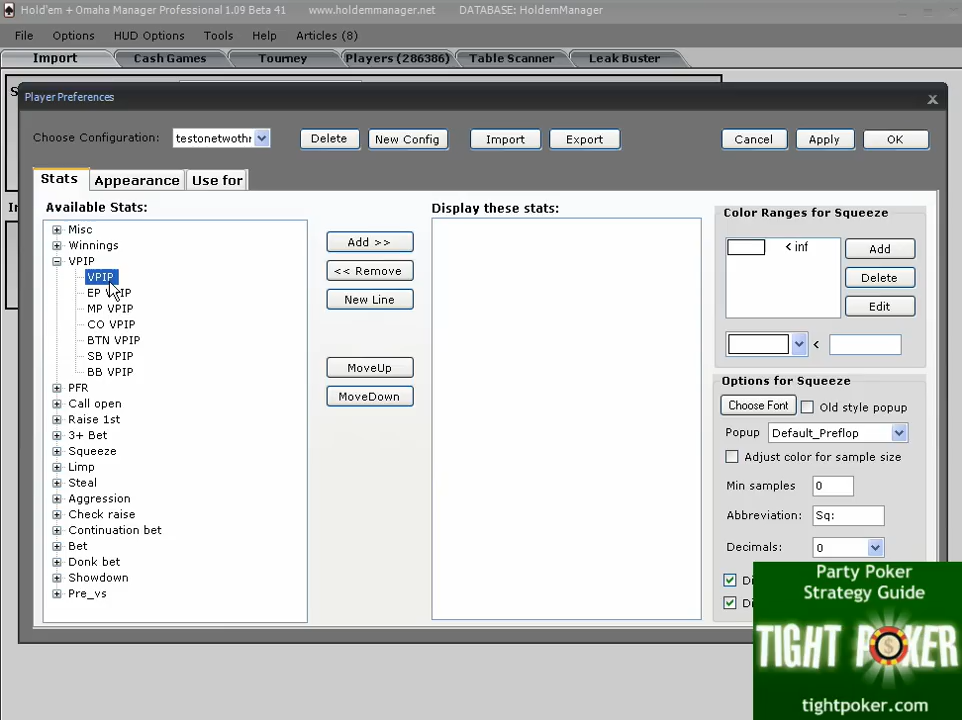 Hold'em + Omaha Manager Professional 1.09 Beta 41 www.holdemmanager.net DATABASE: HoldemManager
File Options HUD Options Tools Help Articles (8)
Import Cash Games Tourney Players (286386) Table Scanner Leak Buster
Player Preferences
Choose Configuration: testonetwothr Delete New Config Import Export Cancel Apply OK
Stats Appearance Use for
Available Stats:
Misc
Winnings
VPIP
VPIP
EP VPIP
MP VPIP
CO VPIP
BTN VPIP
SB VPIP
BB VPIP
PFR
Call open
Raise 1st
3+ Bet
Squeeze
Limp
Steal
Aggression
Check raise
Continuation bet
Bet
Donk bet
Showdown
Pre_vs
Add >>
<< Remove
New Line
MoveUp
MoveDown
Display these stats:
Color Ranges for Squeeze
< inf
Add
Delete
Edit
<
Options for Squeeze
Choose Font Old style popup
Popup Default_Preflop
Adjust color for sample size
Min samples 0
Abbreviation: Sq:
Decimals: 0
Party Poker
Strategy Guide
TIGHT POKER
tightpoker.com